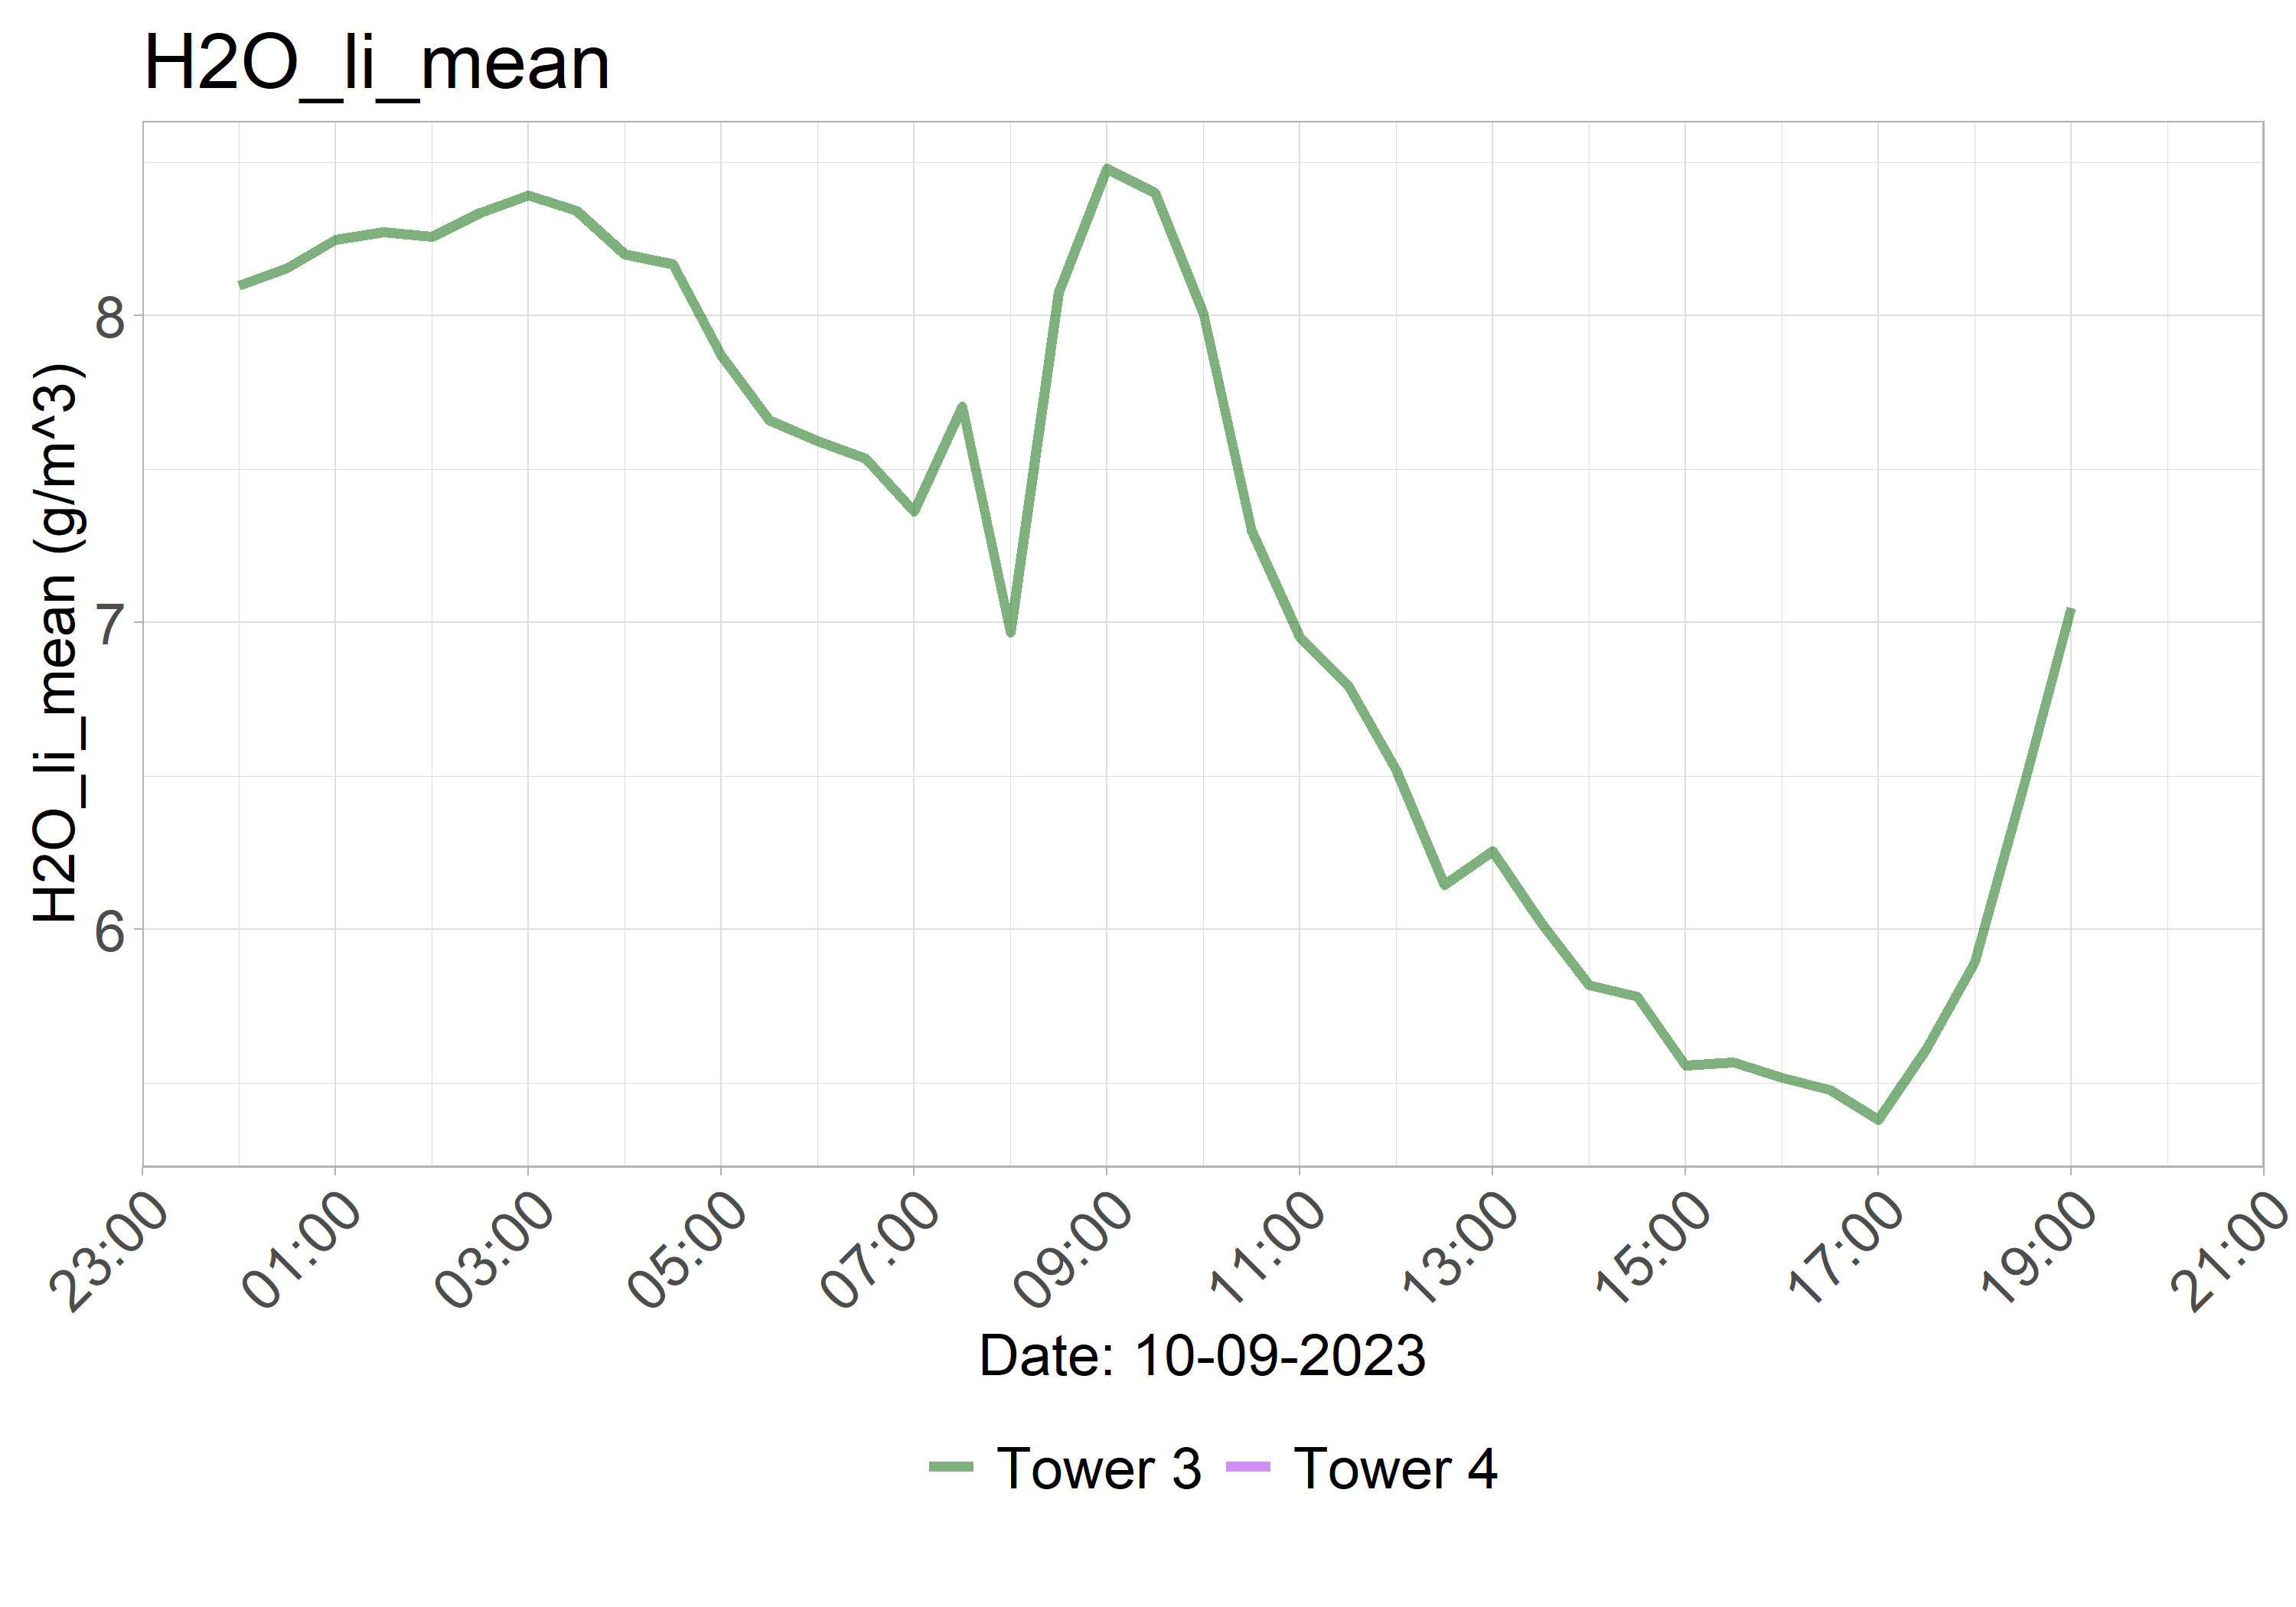 H2O_li_mean
H2O_li_mean (g/m^3)
8
7
6
23:00 01:00 03:00 05:00 07:00 09:00 11:00 13:00 15:00 17:00 19:00 21:00
Date: 10-09-2023
Tower 3 Tower 4